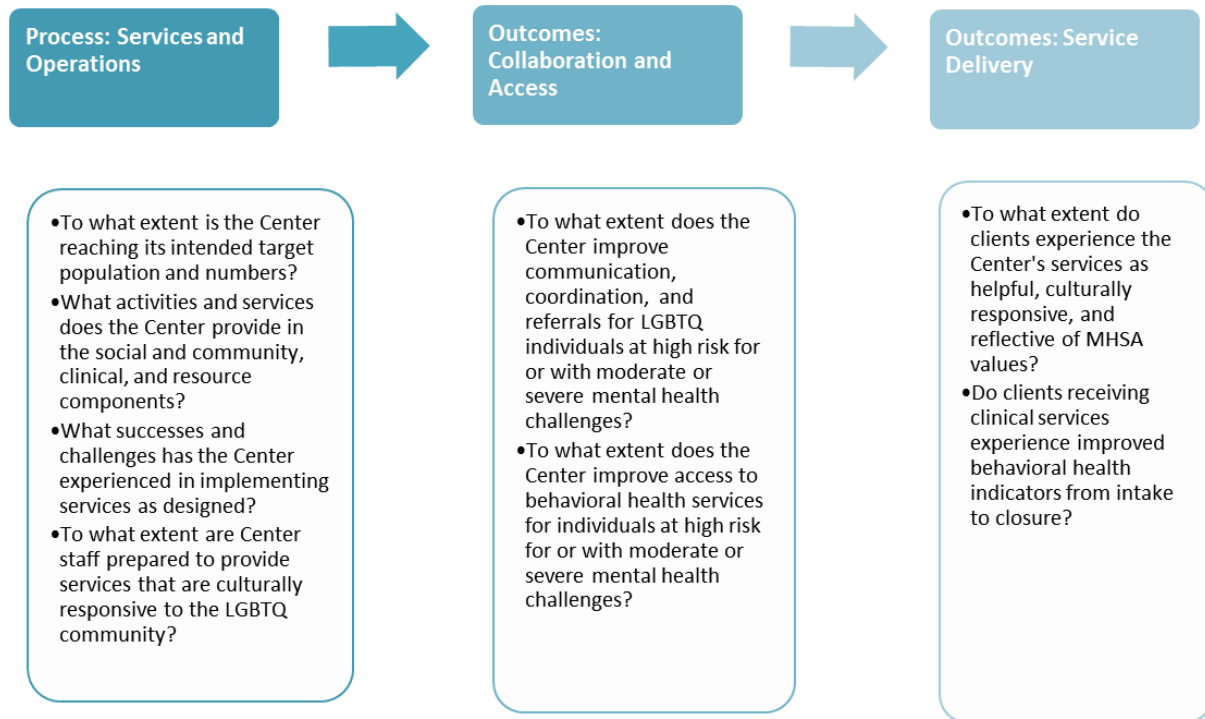 Process: Services and
Operations
Outcomes:
Collaboration and
Access
Outcomes: Service
Delivery
•To what extent is the Center
reaching its intended target
population and numbers?
•What activities and services
does the Center provide in
the social and community,
clinical, and resource
components?
•What successes and
challenges has the Center
experienced in implementing
services as designed?
•To what extent are Center
staff prepared to provide
services that are culturally
responsive to the LGBTQ
community?
•To what extent does the
Center improve
communication,
coordination, and
referrals for LGBTQ
individuals at high risk for
or with moderate or
severe mental health
challenges?
•To what extent does the
Center improve access to
behavioral health services
for individuals at high risk
for or with moderate or
severe mental health
challenges?
•To what extent do
clients experience the
Center's services as
helpful, culturally
responsive, and
reflective of MHSA
values?
•Do clients receiving
clinical services
experience improved
behavioral health
indicators from intake
to closure?